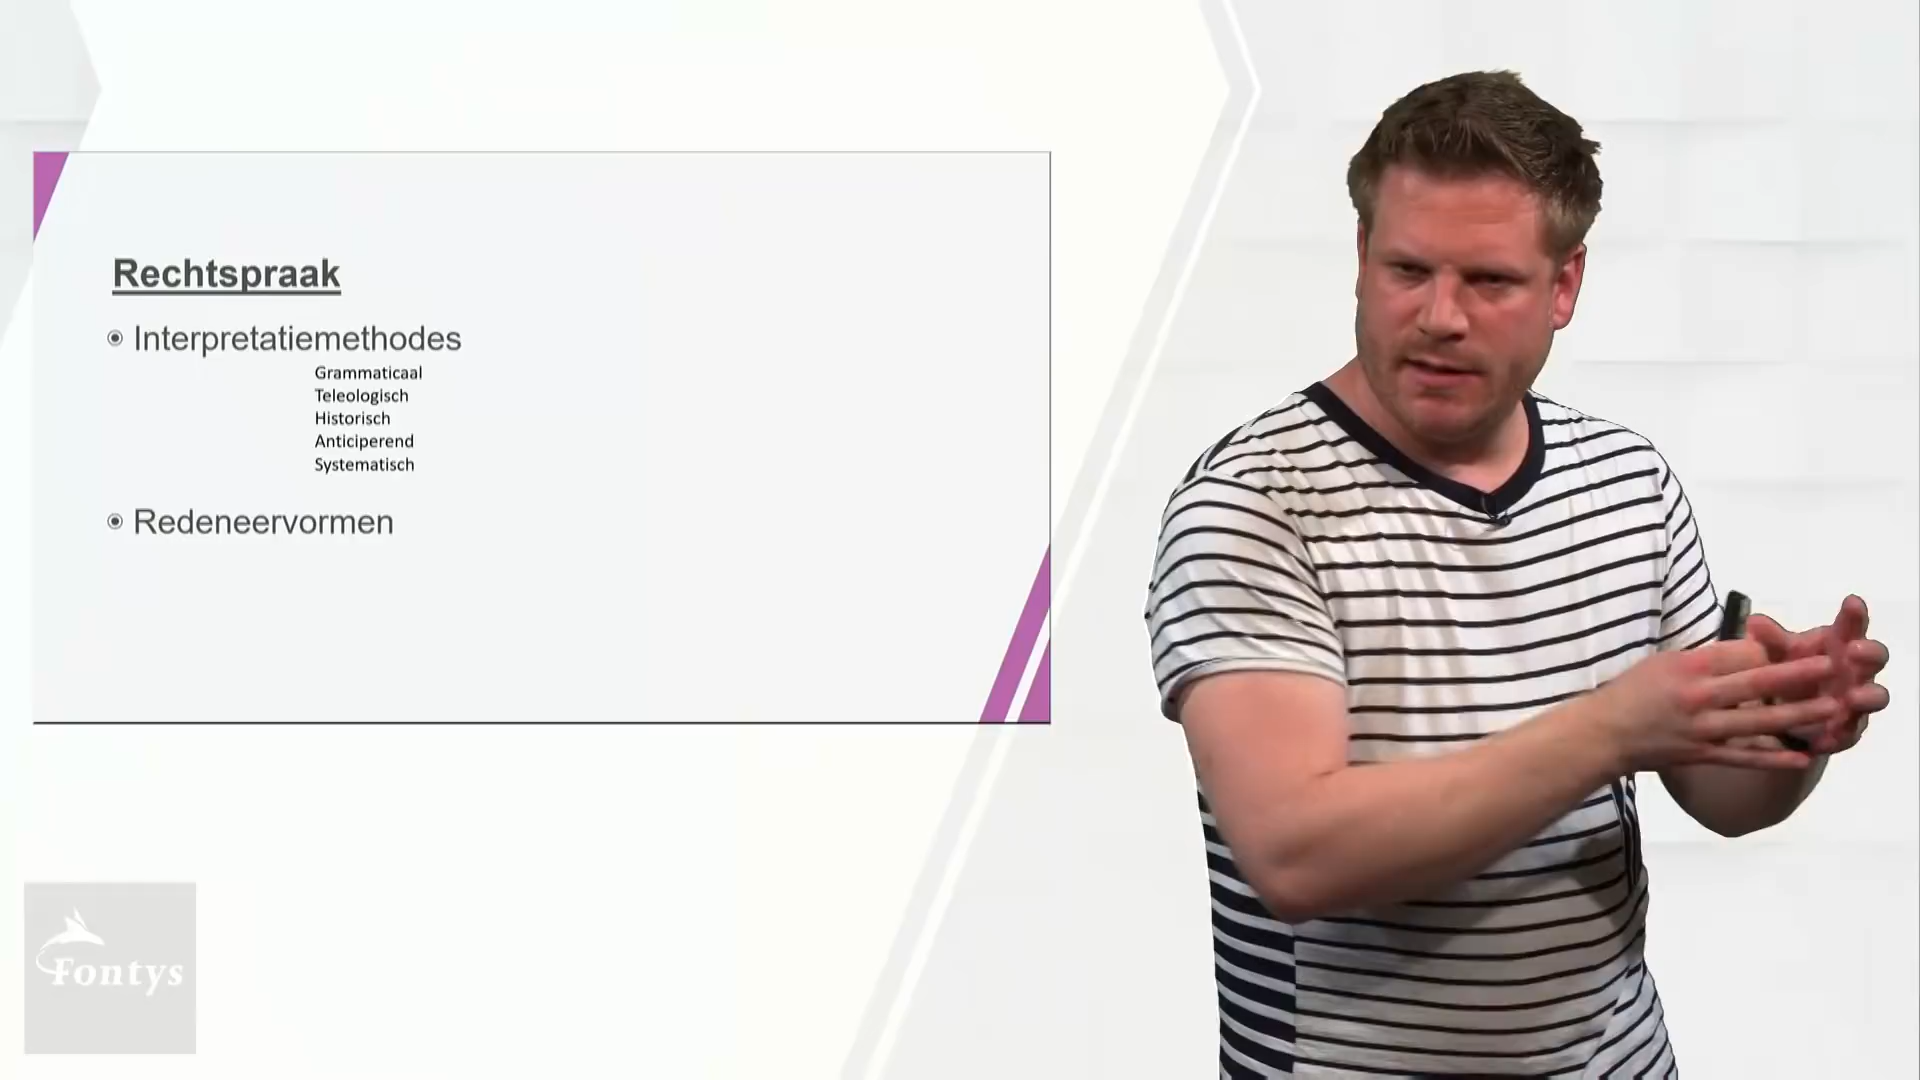 Rechtspraak
Interpretatiemethodes
Grammaticaal
Teleologisch
Historisch
Anticiperend
Systematisch
Redeneervormen
Fontys